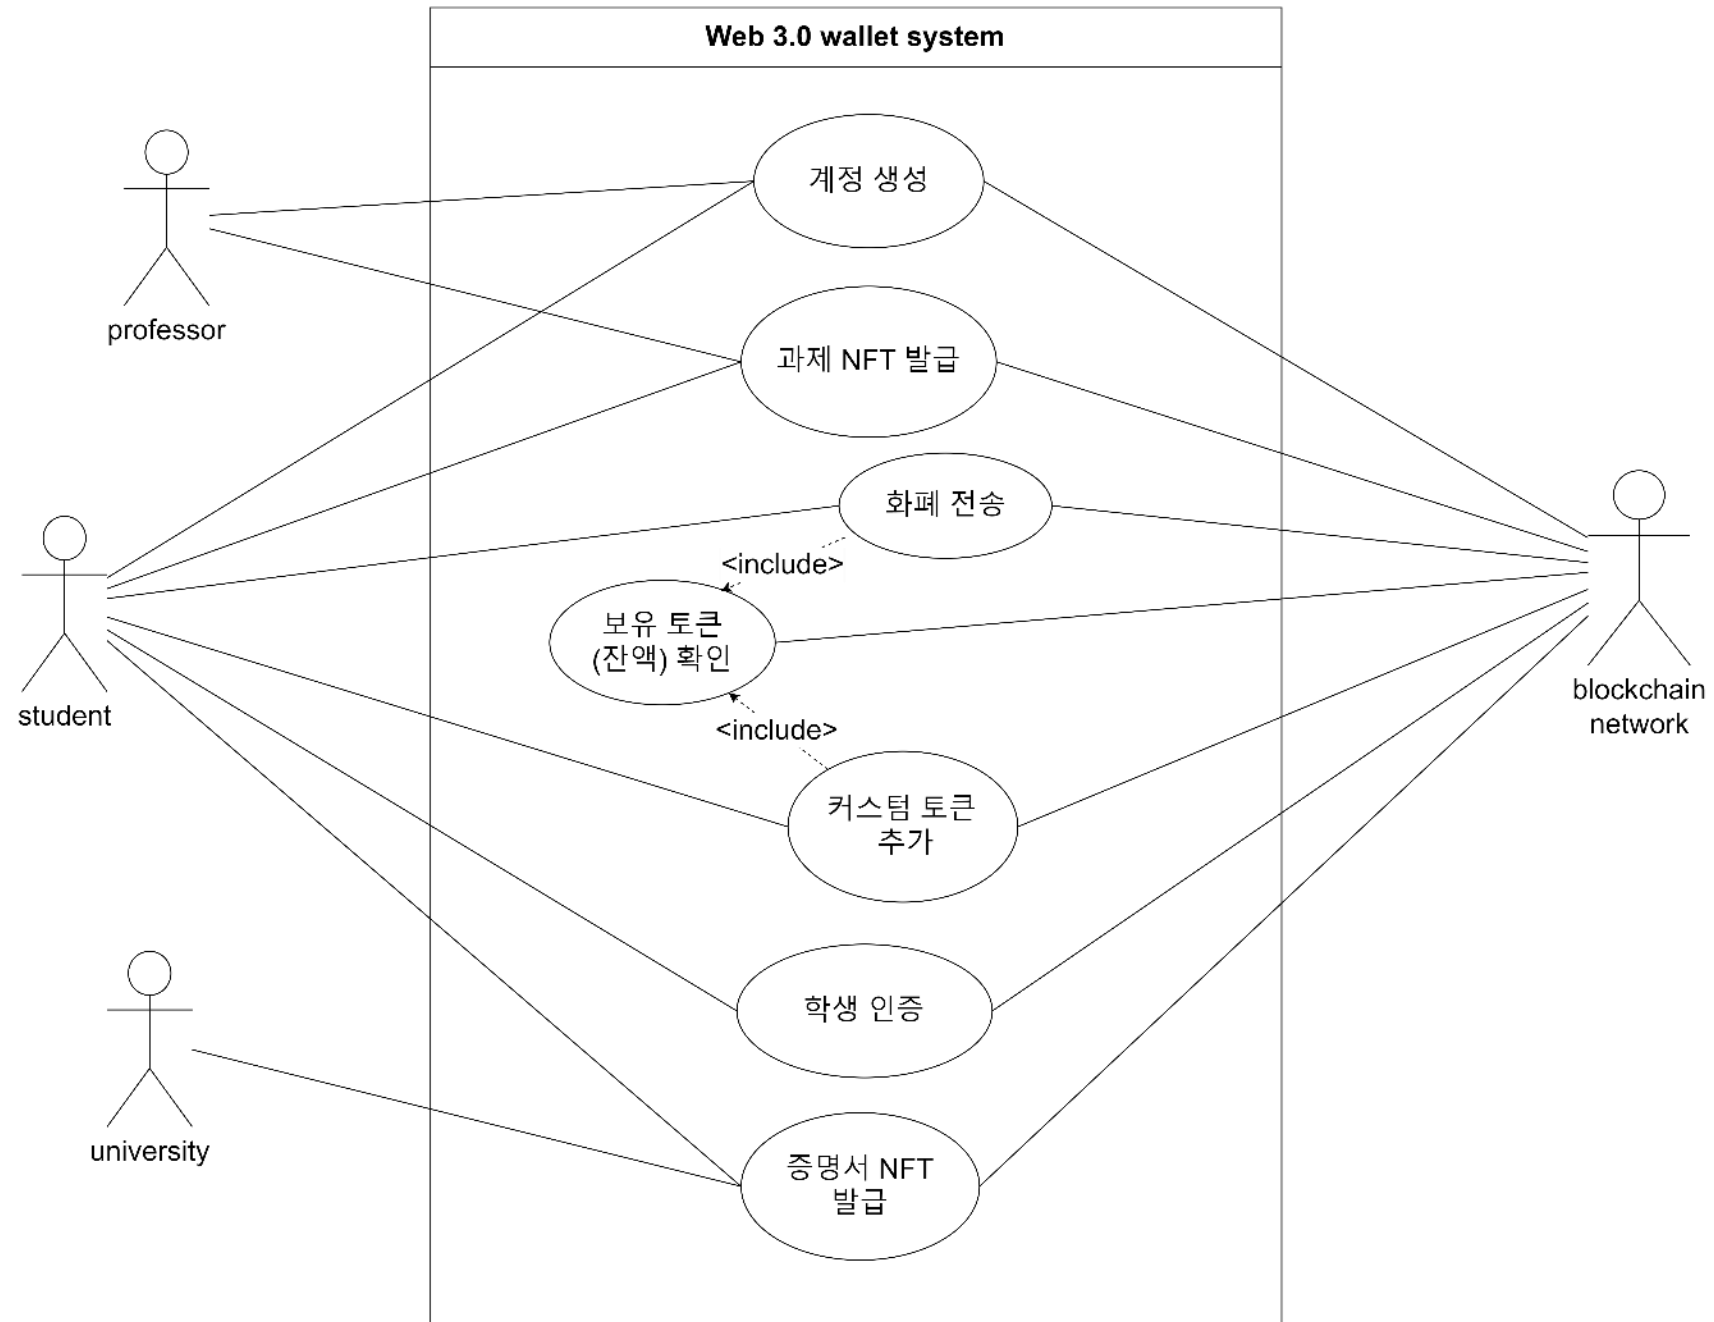 Web 3.0 wallet system
계정 생성
professor
과제 NFT 발급
화폐 전송
<include>
보유 토큰
(잔액) 확인
student
blockchain
network
<include>
커스텀 토큰
추가
학생 인증
university
증명서 NFT
발급